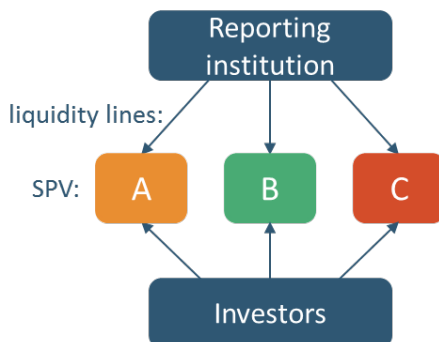 Reporting
institution
liquidity lines:
SPV:
A
B
C
Investors